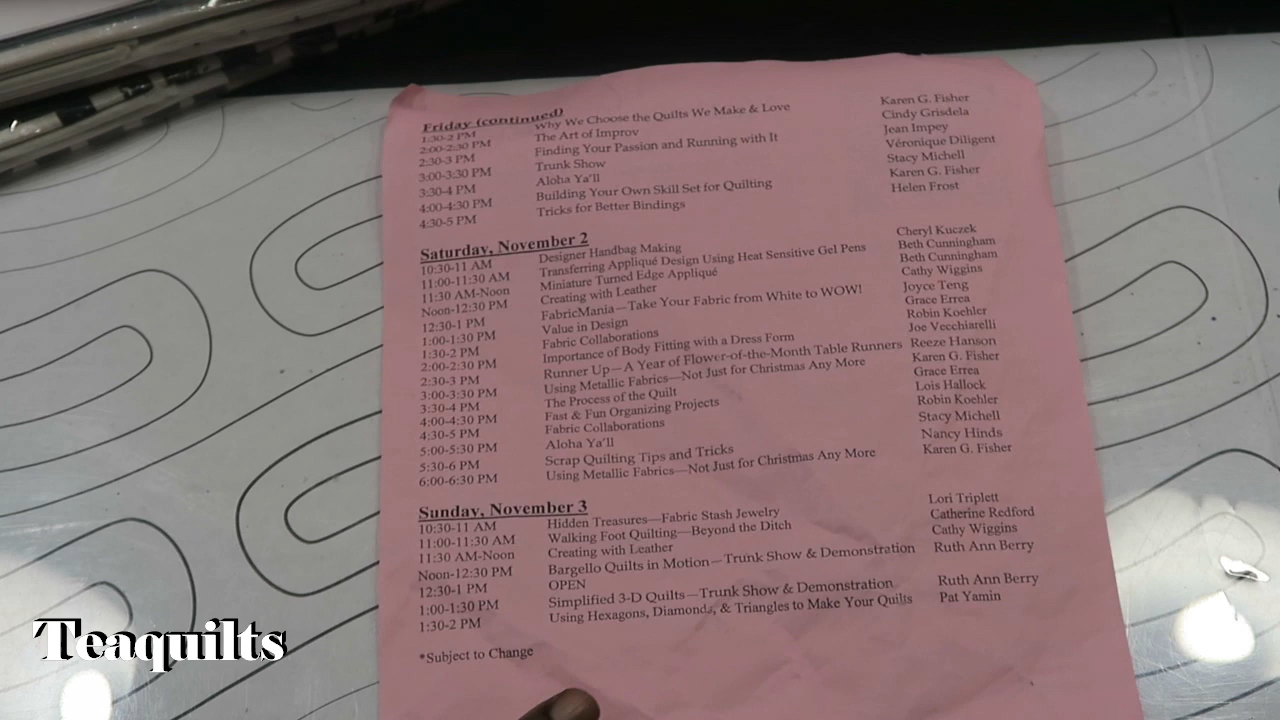 Friday (continued)
1:30-2 PM Why We Choose the Quilts We Make & Love Karen G. Fisher
2:00-2:30 PM The Art of Improv Cindy Grisdela
2:30-3 PM Finding Your Passion and Running with It Jean Impey
3:00-3:30 PM Trunk Show Véronique Diligent
3:30-4 PM Aloha Ya'll Stacy Michell
4:00-4:30 PM Building Your Own Skill Set for Quilting Karen G. Fisher
4:30-5 PM Tricks for Better Bindings Helen Frost
Saturday, November 2
10:30-11 AM Designer Handbag Making Cheryl Kuczek
11:00-11:30 AM Transferring Appliqué Design Using Heat Sensitive Gel Pens Beth Cunningham
11:30 AM-Noon Miniature Turned Edge Appliqué Beth Cunningham
Noon-12:30 PM Creating with Leather Cathy Wiggins
12:30-1 PM FabricMania—Take Your Fabric from White to WOW! Joyce Teng
1:00-1:30 PM Value in Design Grace Errea
1:30-2 PM Fabric Collaborations Robin Koehler
2:00-2:30 PM Importance of Body Fitting with a Dress Form Joe Vecchiarelli
2:30-3 PM Runner Up—A Year of Flower-of-the-Month Table Runners Reeze Hanson
3:00-3:30 PM Using Metallic Fabrics—Not Just for Christmas Any More Karen G. Fisher
3:30-4 PM The Process of the Quilt Grace Errea
4:00-4:30 PM Fast & Fun Organizing Projects Lois Hallock
4:30-5 PM Fabric Collaborations Robin Koehler
5:00-5:30 PM Aloha Ya'll Stacy Michell
5:30-6 PM Scrap Quilting Tips and Tricks Nancy Hinds
6:00-6:30 PM Using Metallic Fabrics—Not Just for Christmas Any More Karen G. Fisher
Sunday, November 3
10:30-11 AM Hidden Treasures—Fabric Stash Jewelry Lori Triplett
11:00-11:30 AM Walking Foot Quilting—Beyond the Ditch Catherine Redford
11:30 AM-Noon Creating with Leather Cathy Wiggins
Noon-12:30 PM Bargello Quilts in Motion—Trunk Show & Demonstration Ruth Ann Berry
12:30-1 PM OPEN
1:00-1:30 PM Simplified 3-D Quilts—Trunk Show & Demonstration Ruth Ann Berry
1:30-2 PM Using Hexagons, Diamonds, & Triangles to Make Your Quilts Pat Yamin
*Subject to Change
Teaquilts